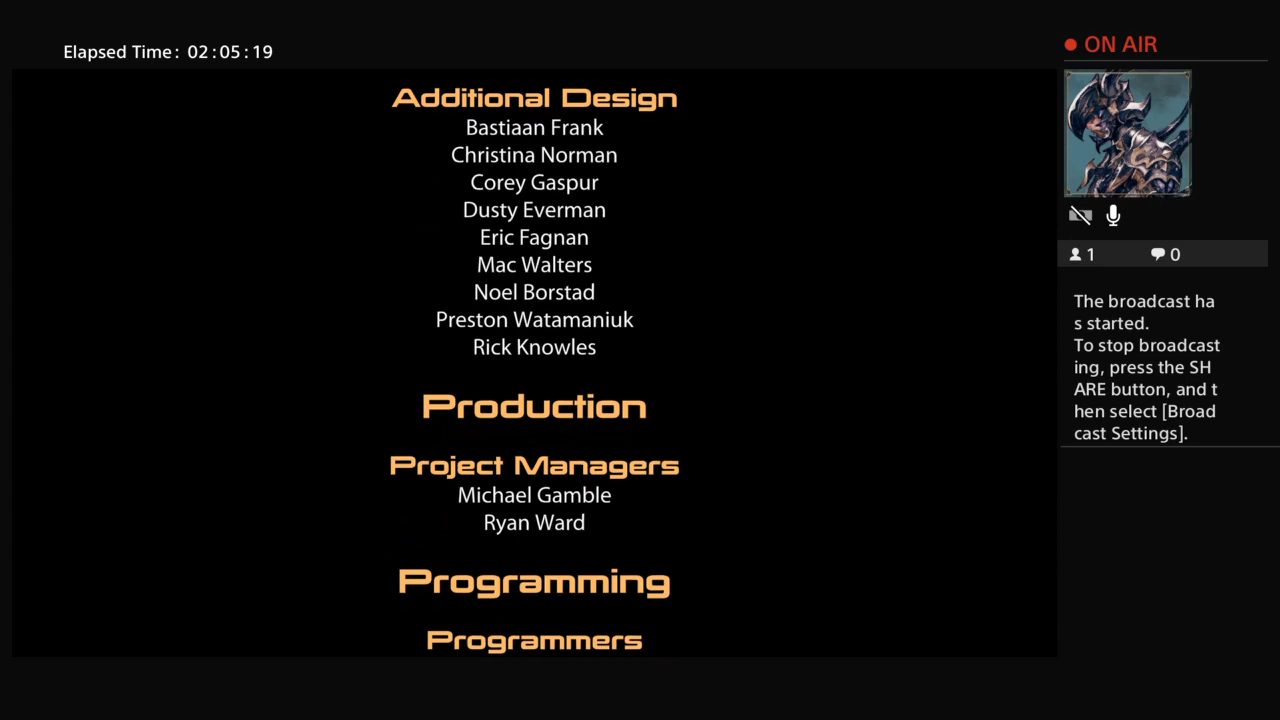 Elapsed Time: 02:05:19
ON AIR
Additional Design
Bastiaan Frank
Christina Norman
Corey Gaspur
Dusty Everman
Eric Fagnan
Mac Walters
Noel Borstad
Preston Watamaniuk
Rick Knowles
Production
Project Managers
Michael Gamble
Ryan Ward
Programming
Programmers
1
0
The broadcast ha
s started.
To stop broadcast
ing, press the SH
ARE button, and t
hen select [Broad
cast Settings].